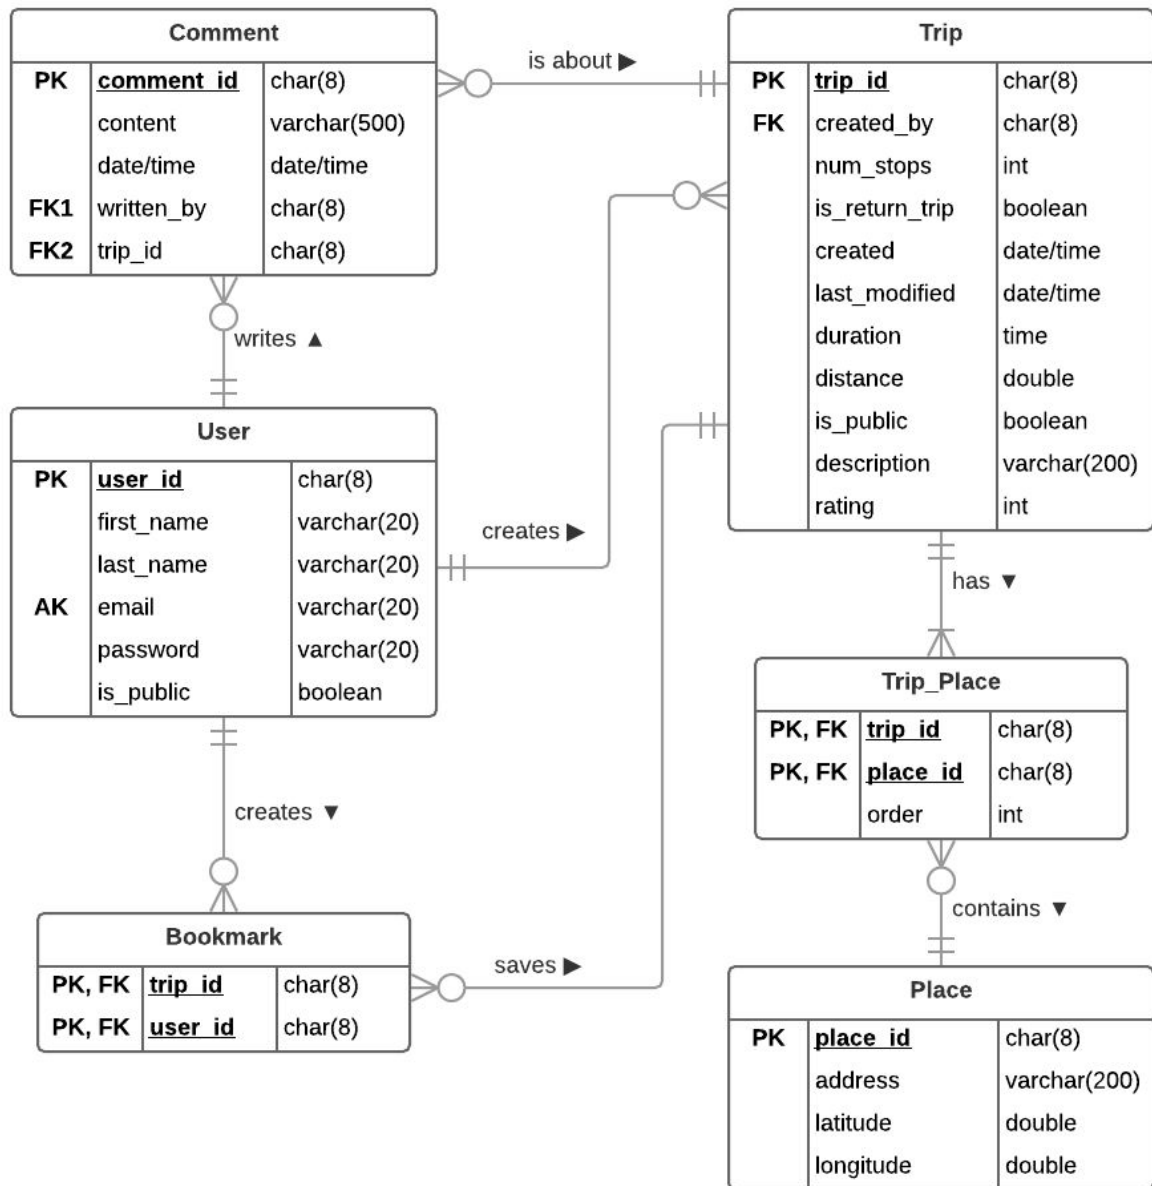 Comment
PK comment_id char(8)
content varchar(500)
date/time date/time
FK1 written_by char(8)
FK2 trip_id char(8)
is about ▶
Trip
PK trip_id char(8)
FK created_by char(8)
num_stops int
is_return_trip boolean
created date/time
last_modified date/time
duration time
distance double
is_public boolean
description varchar(200)
rating int
writes ▲
User
PK user_id char(8)
first_name varchar(20)
last_name varchar(20)
AK email varchar(20)
password varchar(20)
is_public boolean
creates ▶
has ▼
Trip_Place
PK, FK trip_id char(8)
PK, FK place_id char(8)
order int
creates ▼
contains ▼
Bookmark
PK, FK trip_id char(8)
PK, FK user_id char(8)
saves ▶
Place
PK place_id char(8)
address varchar(200)
latitude double
longitude double